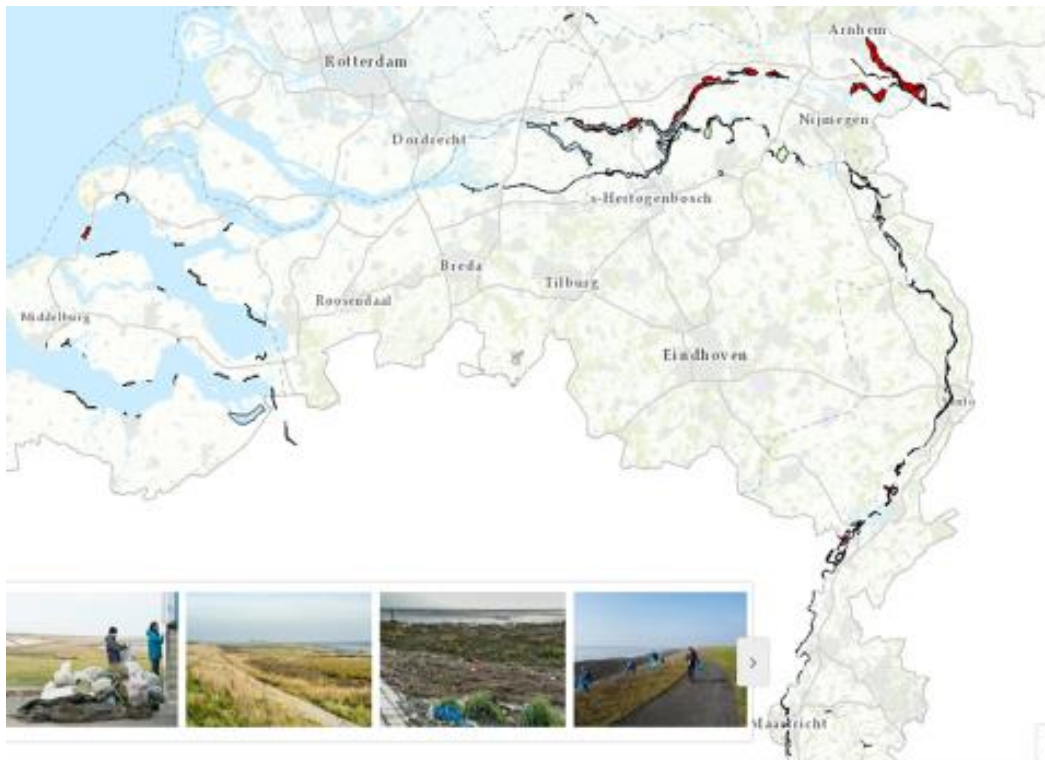 Arnhem
Rotterdam
Nijmegen
Dordrecht
's-Hertogenbosch
Breda
Tilburg
Roosendaal
Middelburg
Eindhoven
Maastricht